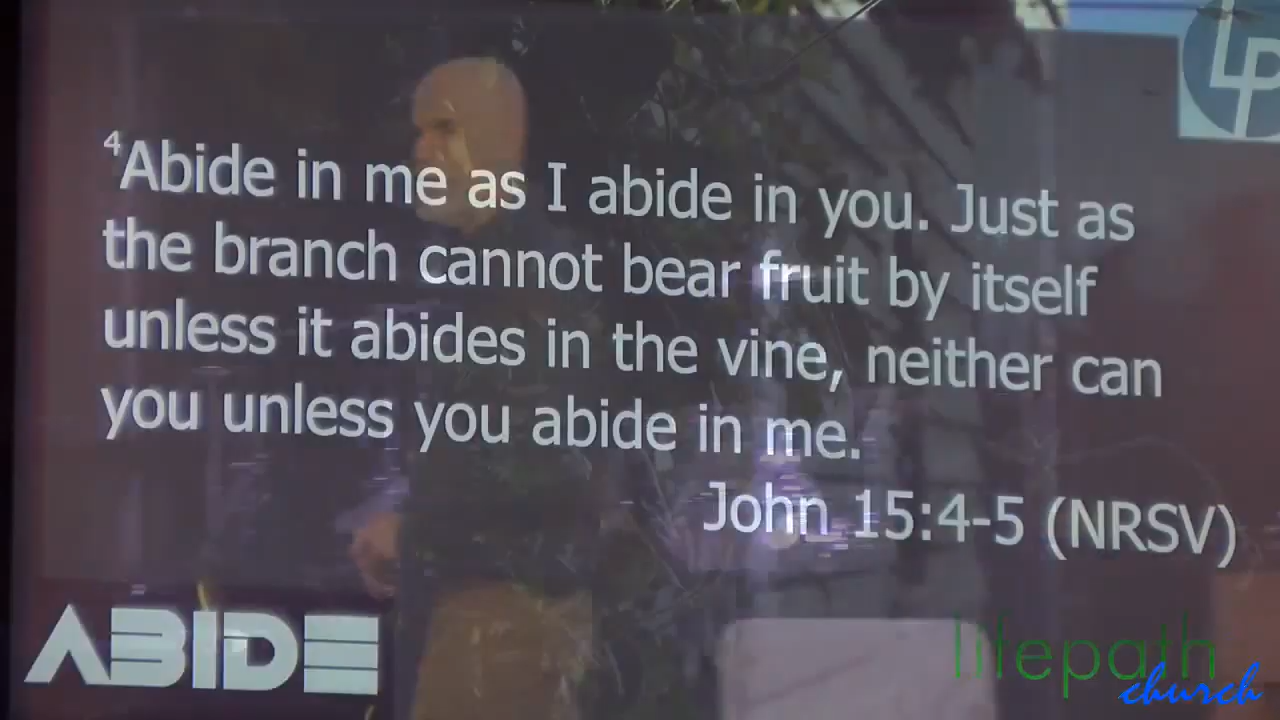 LP
⁴Abide in me as I abide in you. Just as
the branch cannot bear fruit by itself
unless it abides in the vine, neither can
you unless you abide in me.
John 15:4-5 (NRSV)
ABIDE
lifepath
church